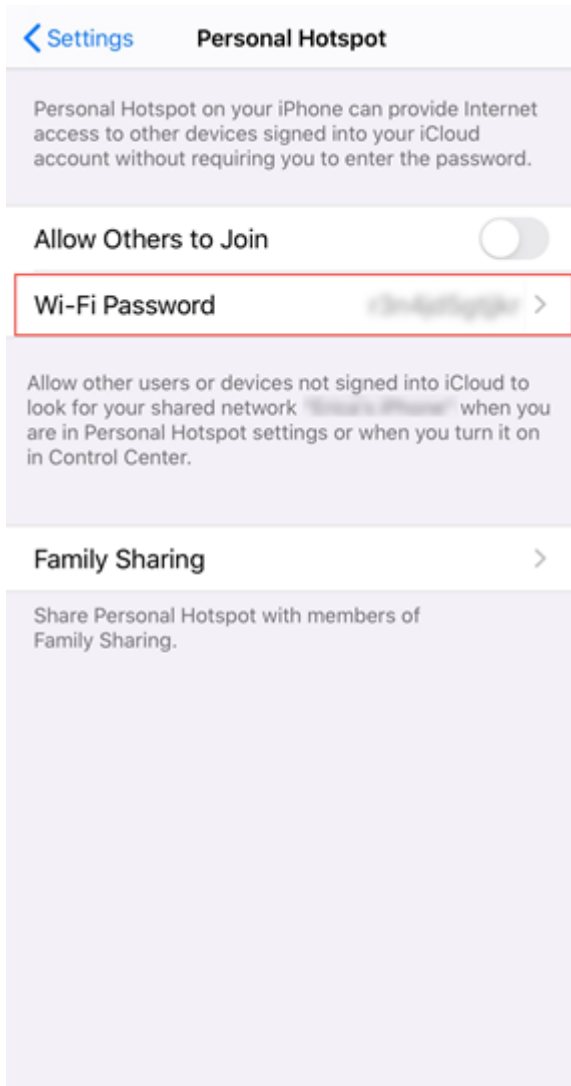 Settings Personal Hotspot
Personal Hotspot on your iPhone can provide Internet
access to other devices signed into your iCloud
account without requiring you to enter the password.
Allow Others to Join
Wi-Fi Password
Allow other users or devices not signed into iCloud to
look for your shared network when you
are in Personal Hotspot settings or when you turn it on
in Control Center.
Family Sharing
Share Personal Hotspot with members of
Family Sharing.